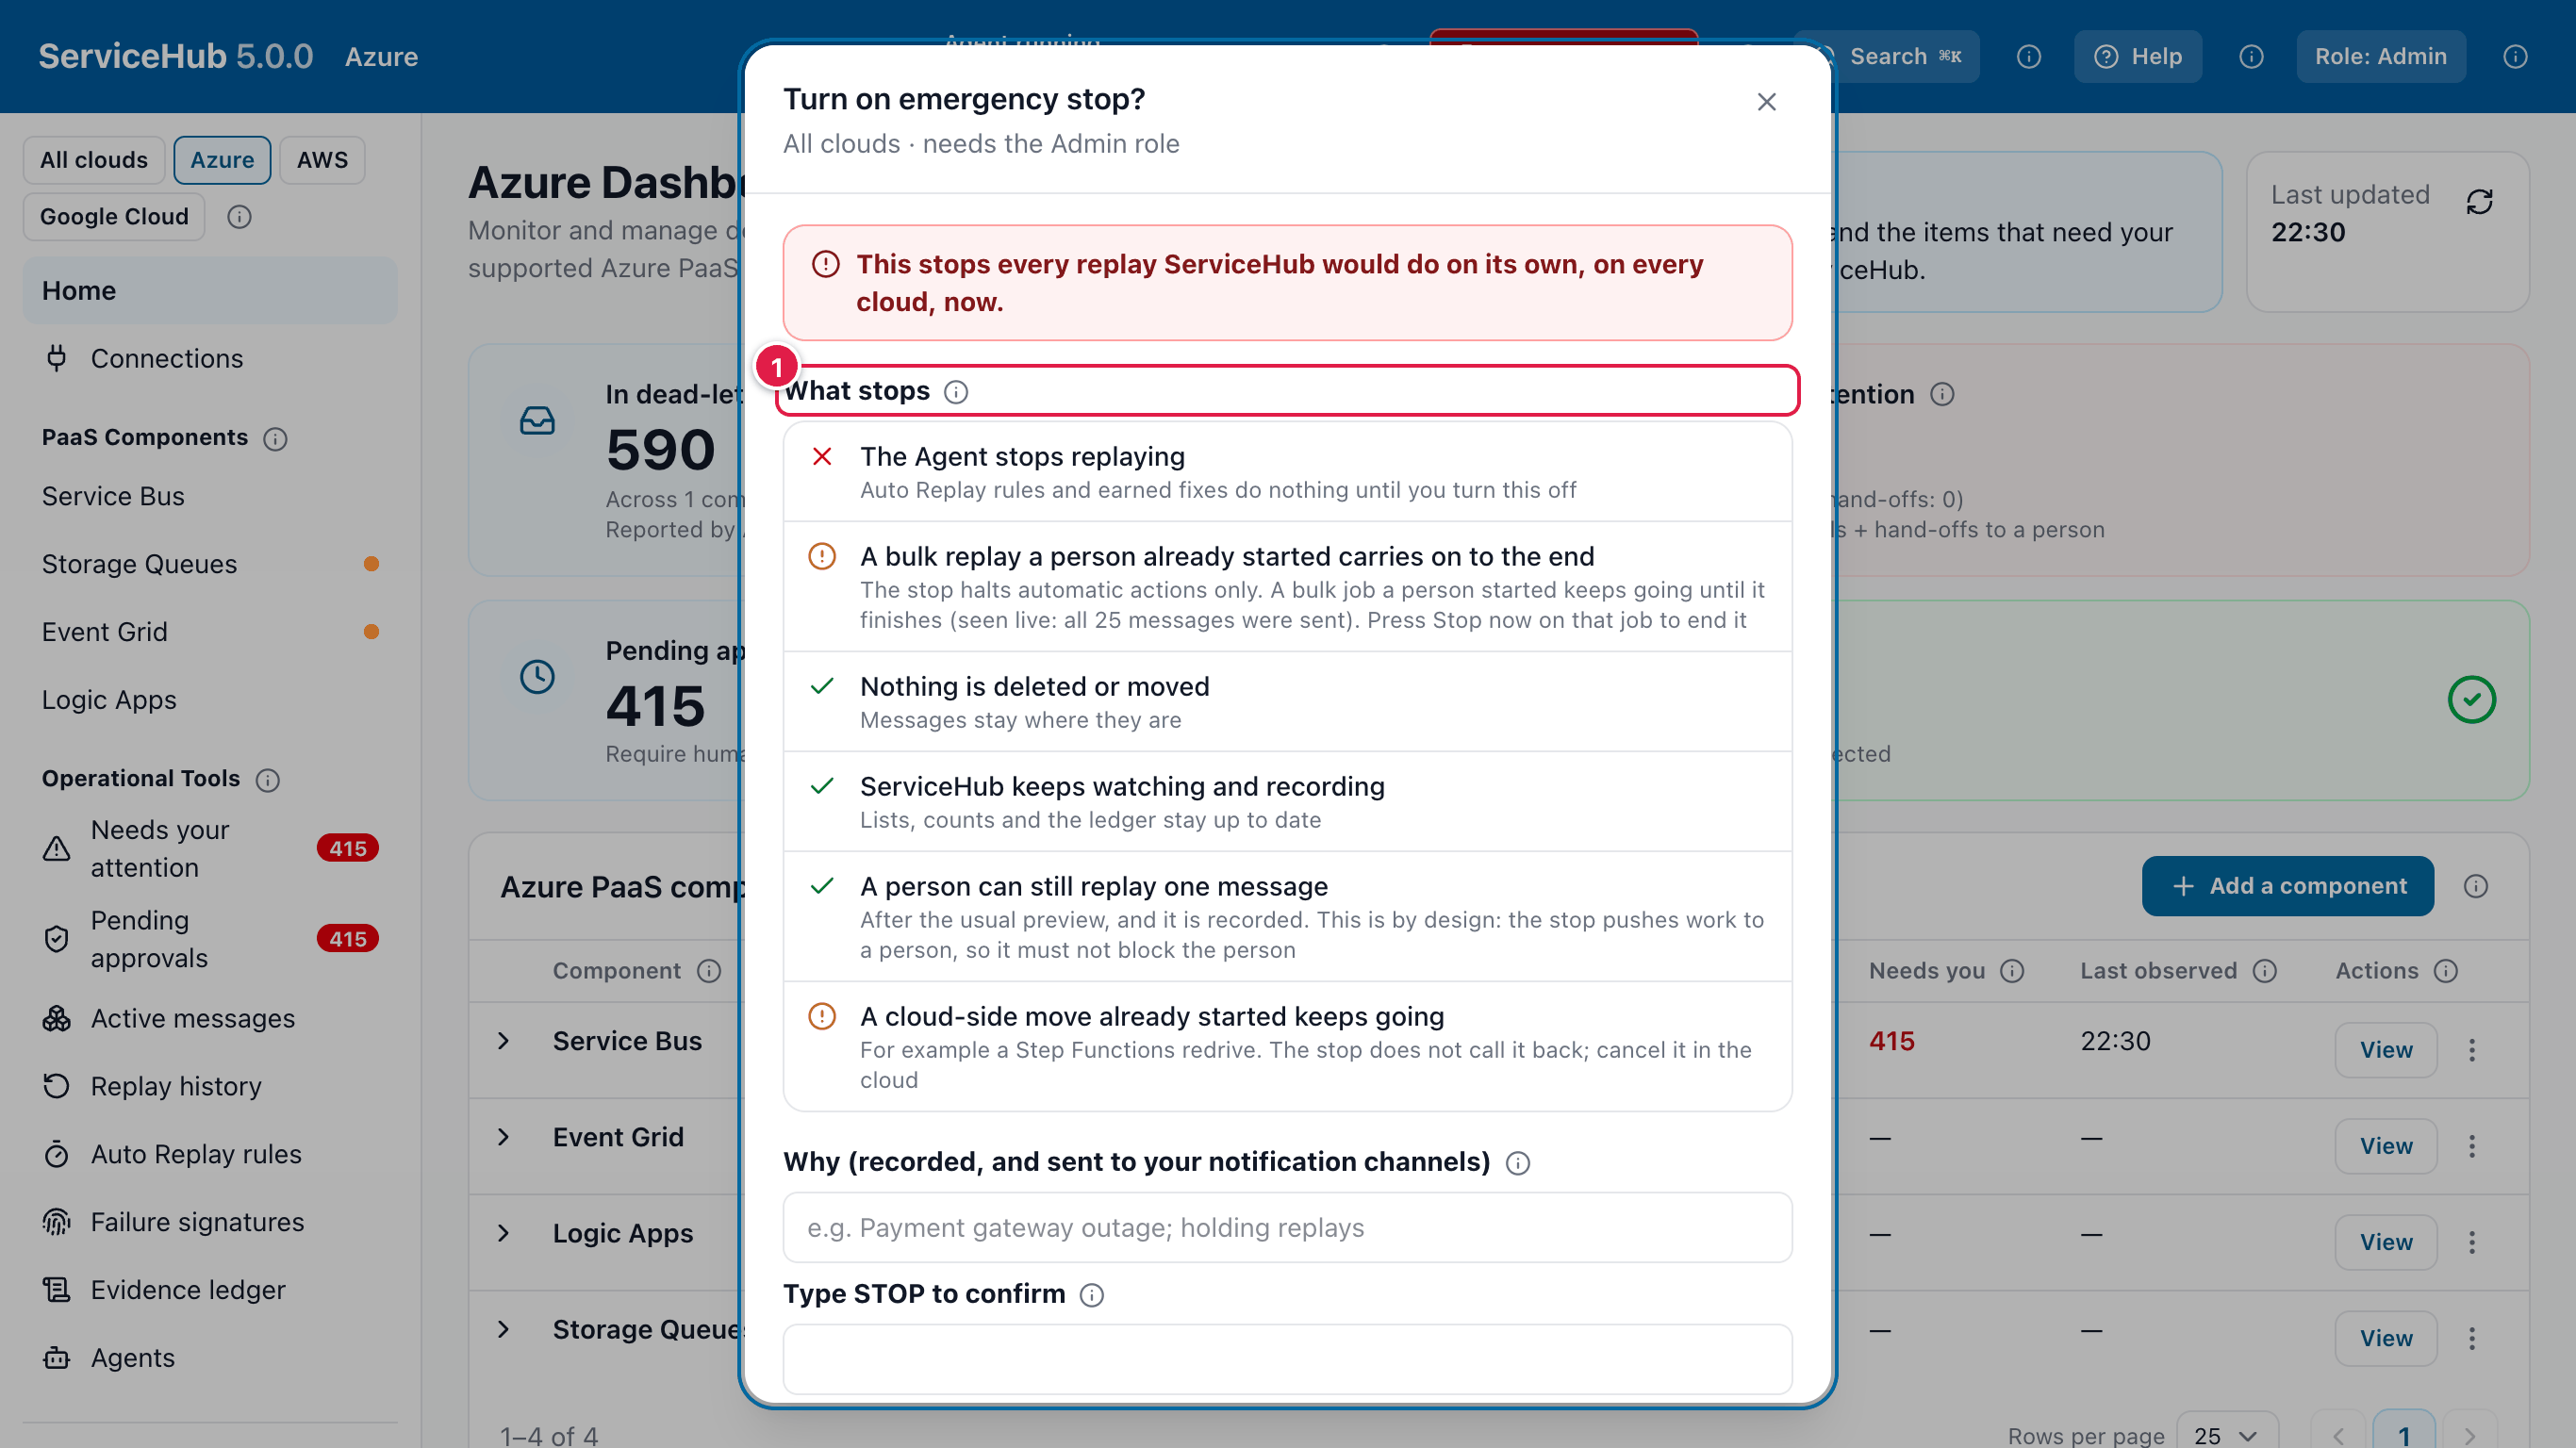 ServiceHub 5.0.0 Azure
Search ⌘K
Help
Role: Admin
All clouds
Azure
AWS
Google Cloud
Home
Connections
PaaS Components
Service Bus
Storage Queues
Event Grid
Logic Apps
Operational Tools
Needs your
attention
415
Pending
approvals
415
Active messages
Replay history
Auto Replay rules
Failure signatures
Evidence ledger
Agents
Azure
Monitor and manage
supported Azure PaaS
Last updated
22:30
and the items that need your
In dead-
590
Across 1
Reported by
hand-offs: 0)
+ hand-offs to a person
Pending
415
Require
Azure PaaS
Add a component
Component
Needs you
Last observed
Actions
Service Bus
415
22:30
View
Event Grid
—
—
View
Logic Apps
—
—
View
Storage Queues
—
—
View
1–4 of 4
Rows per page
25
1
Turn on emergency stop?
All clouds · needs the Admin role
This stops every replay ServiceHub would do on its own, on every
cloud, now.
1
What stops
The Agent stops replaying
Auto Replay rules and earned fixes do nothing until you turn this off
A bulk replay a person already started carries on to the end
The stop halts automatic actions only. A bulk job a person started keeps going until it
finishes (seen live: all 25 messages were sent). Press Stop now on that job to end it
Nothing is deleted or moved
Messages stay where they are
ServiceHub keeps watching and recording
Lists, counts and the ledger stay up to date
A person can still replay one message
After the usual preview, and it is recorded. This is by design: the stop pushes work to
a person, so it must not block the person
A cloud-side move already started keeps going
For example a Step Functions redrive. The stop does not call it back; cancel it in the
cloud
Why (recorded, and sent to your notification channels)
e.g. Payment gateway outage; holding replays
Type STOP to confirm